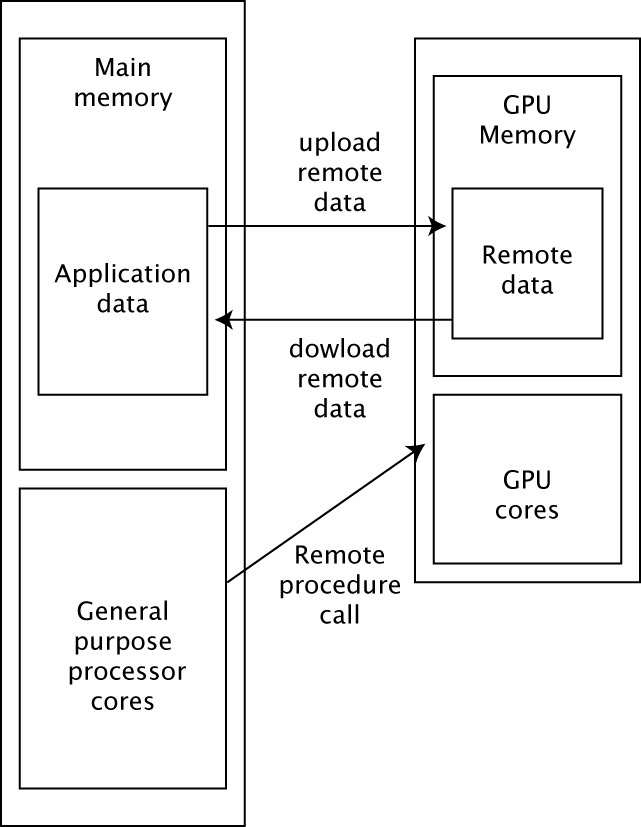 Main
memory
GPU
Memory
upload
remote
data
Application
data
Remote
data
dowload
remote
data
GPU
cores
Remote
procedure
call
General
purpose
processor
cores